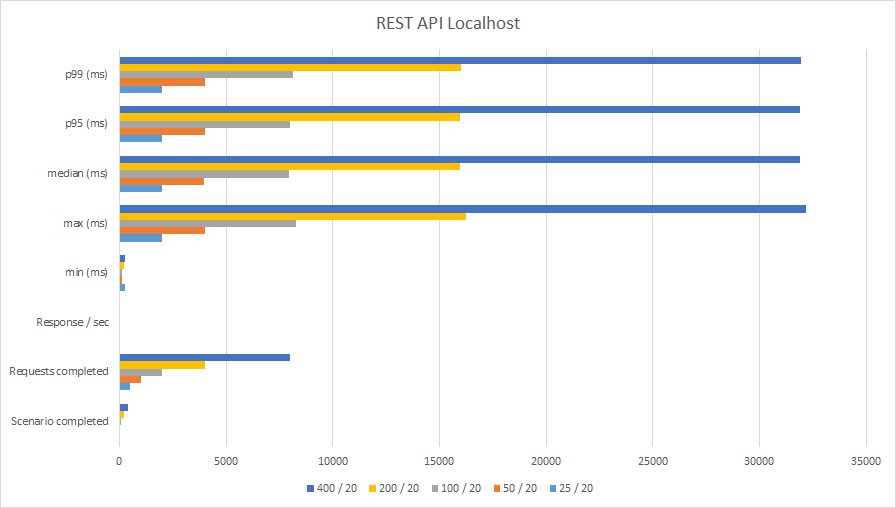 REST API Localhost
p99 (ms)
p95 (ms)
median (ms)
max (ms)
min (ms)
Response / sec
Requests completed
Scenario completed
0 5000 10000 15000 20000 25000 30000 35000
400 / 20 200 / 20 100 / 20 50 / 20 25 / 20